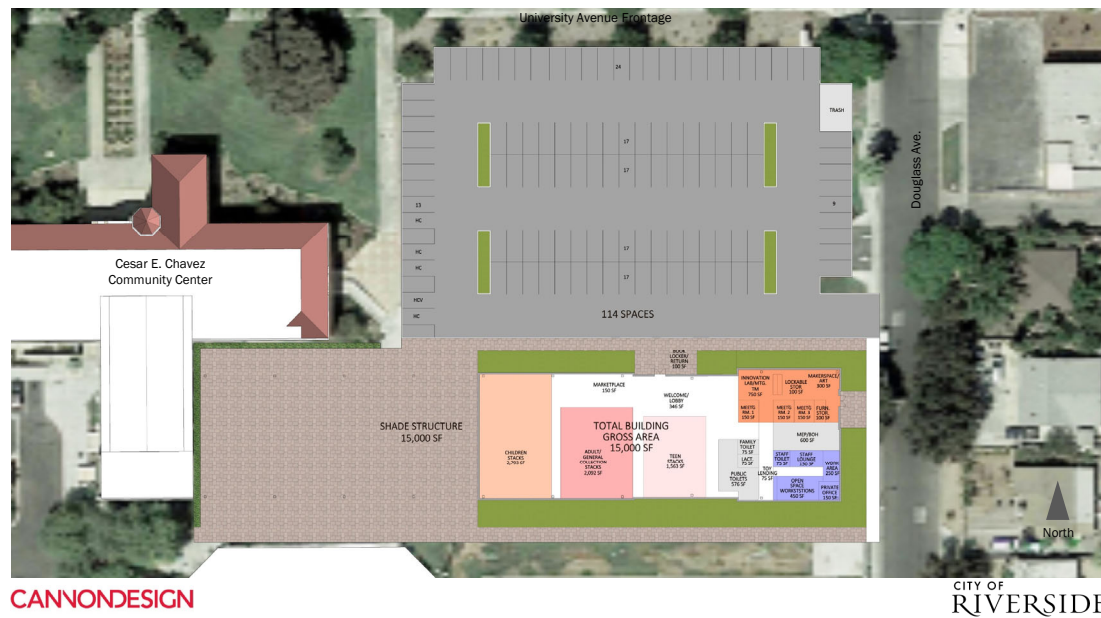 University Avenue Frontage
24
TRASH
Douglass Ave.
17
17
13
9
HC
17
HC
HC
17
HCV
HC
114 SPACES
Cesar E. Chavez
Community Center
BOOK
LOCKER/
RETURN
100 SF
MARKETPLACE
150 SF
WELCOME/
LOBBY
346 SF
INNOVATION
LAB/MTG.
TM
750 SF
LOCKABLE
STOR.
100 SF
MAKERSPACE/
ART
300 SF
MEETG.
RM. 1
150 SF
MEETG.
RM. 2
150 SF
MEETG
RM. 3
150 SF
FURN.
STOR.
100 SF
SHADE STRUCTURE
15,000 SF
TOTAL BUILDING
GROSS AREA
15,000 SF
CHILDREN
STACKS
ADULT/
GENERAL
COLLECTION
STACKS
2,092 SF
TEEN
STACKS
1,563 SF
FAMILY
TOILET
75 SF
LACT.
75 SF
PUBLIC
TOILETS
576 SF
TOY
LENDING
75 SF
MEP/BOH
600 SF
STAFF
TOILET
75 SF
STAFF
LOUNGE
150 SF
WORK
AREA
250 SF
OPEN
SPACE
WORKSTATIONS
450 SF
PRIVATE
OFFICE
150 SF
North
CANNONDESIGN
CITY OF
RIVERSIDE